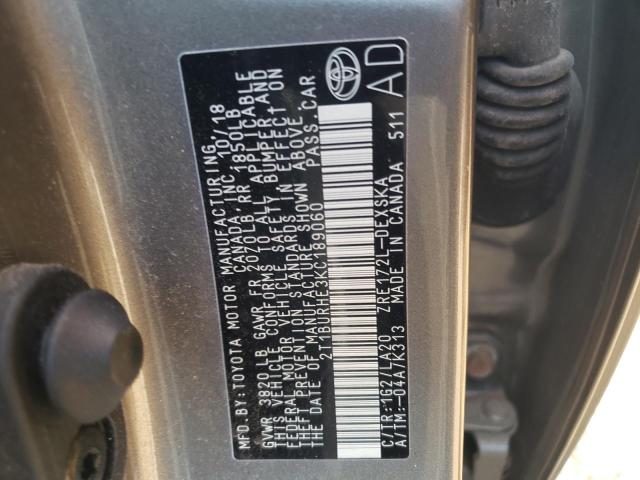 MFD. BY: TOYOTA MOTOR MANUFACTURING 10/18
CANADA, INC.
GVWR 3820LB GAWR FR 2070LB, RR 1850LB
THIS VEHICLE CONFORMS TO ALL APPLICABLE
FEDERAL MOTOR VEHICLE SAFETY, BUMPER, AND
THEFT PREVENTION STANDARDS IN EFFECT ON
THE DATE OF MANUFACTURE SHOWN ABOVE.
2T1BURHE3KC189060 PASS. CAR
C/TR: 1G2/LA20 ZRE172L-DEXSKA
A/TM: -04A/K313 MADE IN CANADA 511
AD